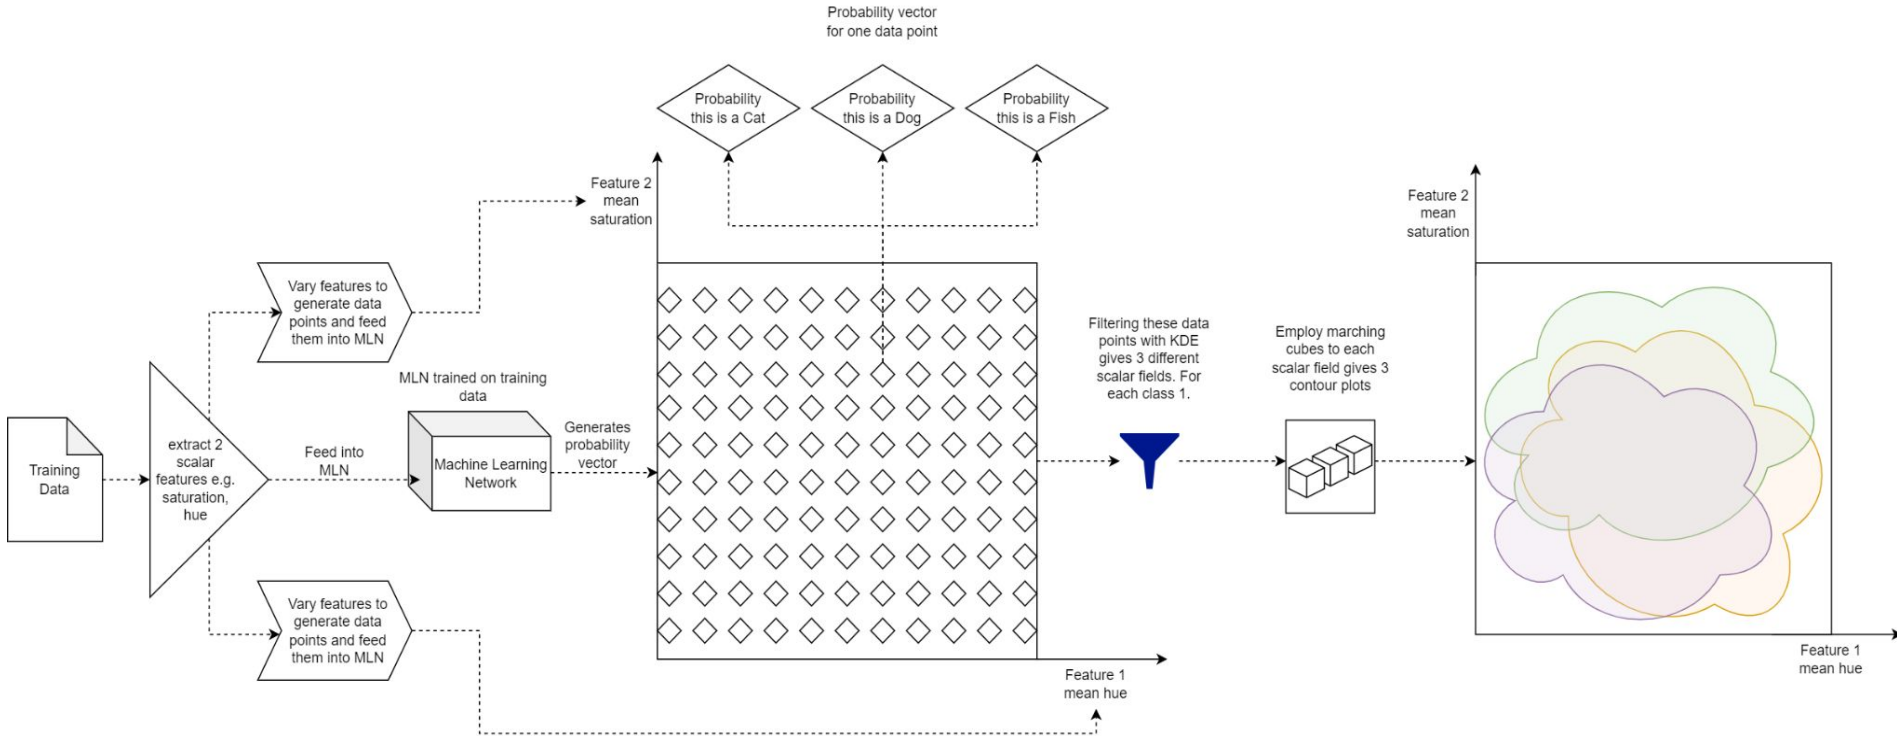 Probability vector
for one data point
Probability
this is a Cat
Probability
this is a Dog
Probability
this is a Fish
Feature 2
mean
saturation
Vary features to
generate data
points and feed
them into MLN
MLN trained on training
data
Training
Data
extract 2
scalar
features e.g.
saturation,
hue
Feed into
MLN
Machine Learning
Network
Generates
probability
vector
Vary features to
generate data
points and feed
them into MLN
Feature 1
mean hue
Filtering these data
points with KDE
gives 3 different
scalar fields. For
each class 1.
Employ marching
cubes to each
scalar field gives 3
contour plots
Feature 2
mean
saturation
Feature 1
mean hue